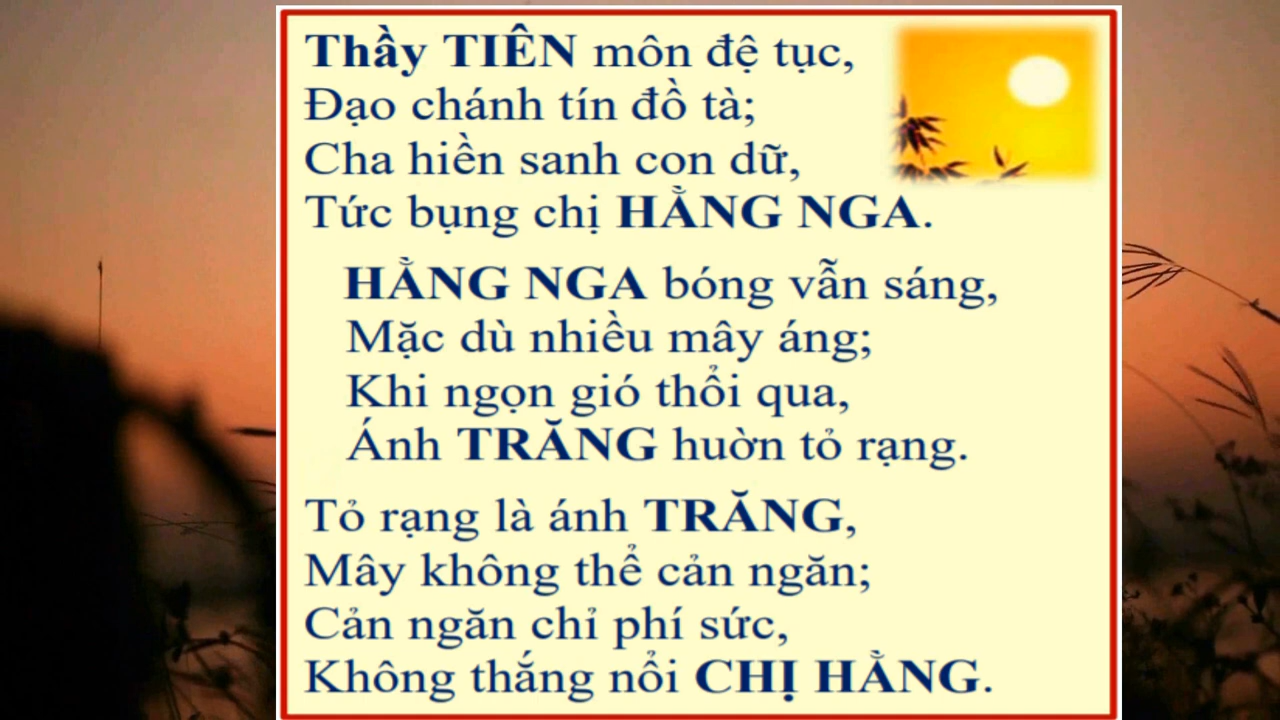 Thầy TIÊN môn đệ tục,
Đạo chánh tín đồ tà;
Cha hiền sanh con dữ,
Tức bụng chị HẰNG NGA.
HẰNG NGA bóng vẫn sáng,
Mặc dù nhiều mây áng;
Khi ngọn gió thổi qua,
Ánh TRĂNG huờn tỏ rạng.
Tỏ rạng là ánh TRĂNG,
Mây không thể cản ngăn;
Cản ngăn chỉ phí sức,
Không thắng nổi CHỊ HẰNG.